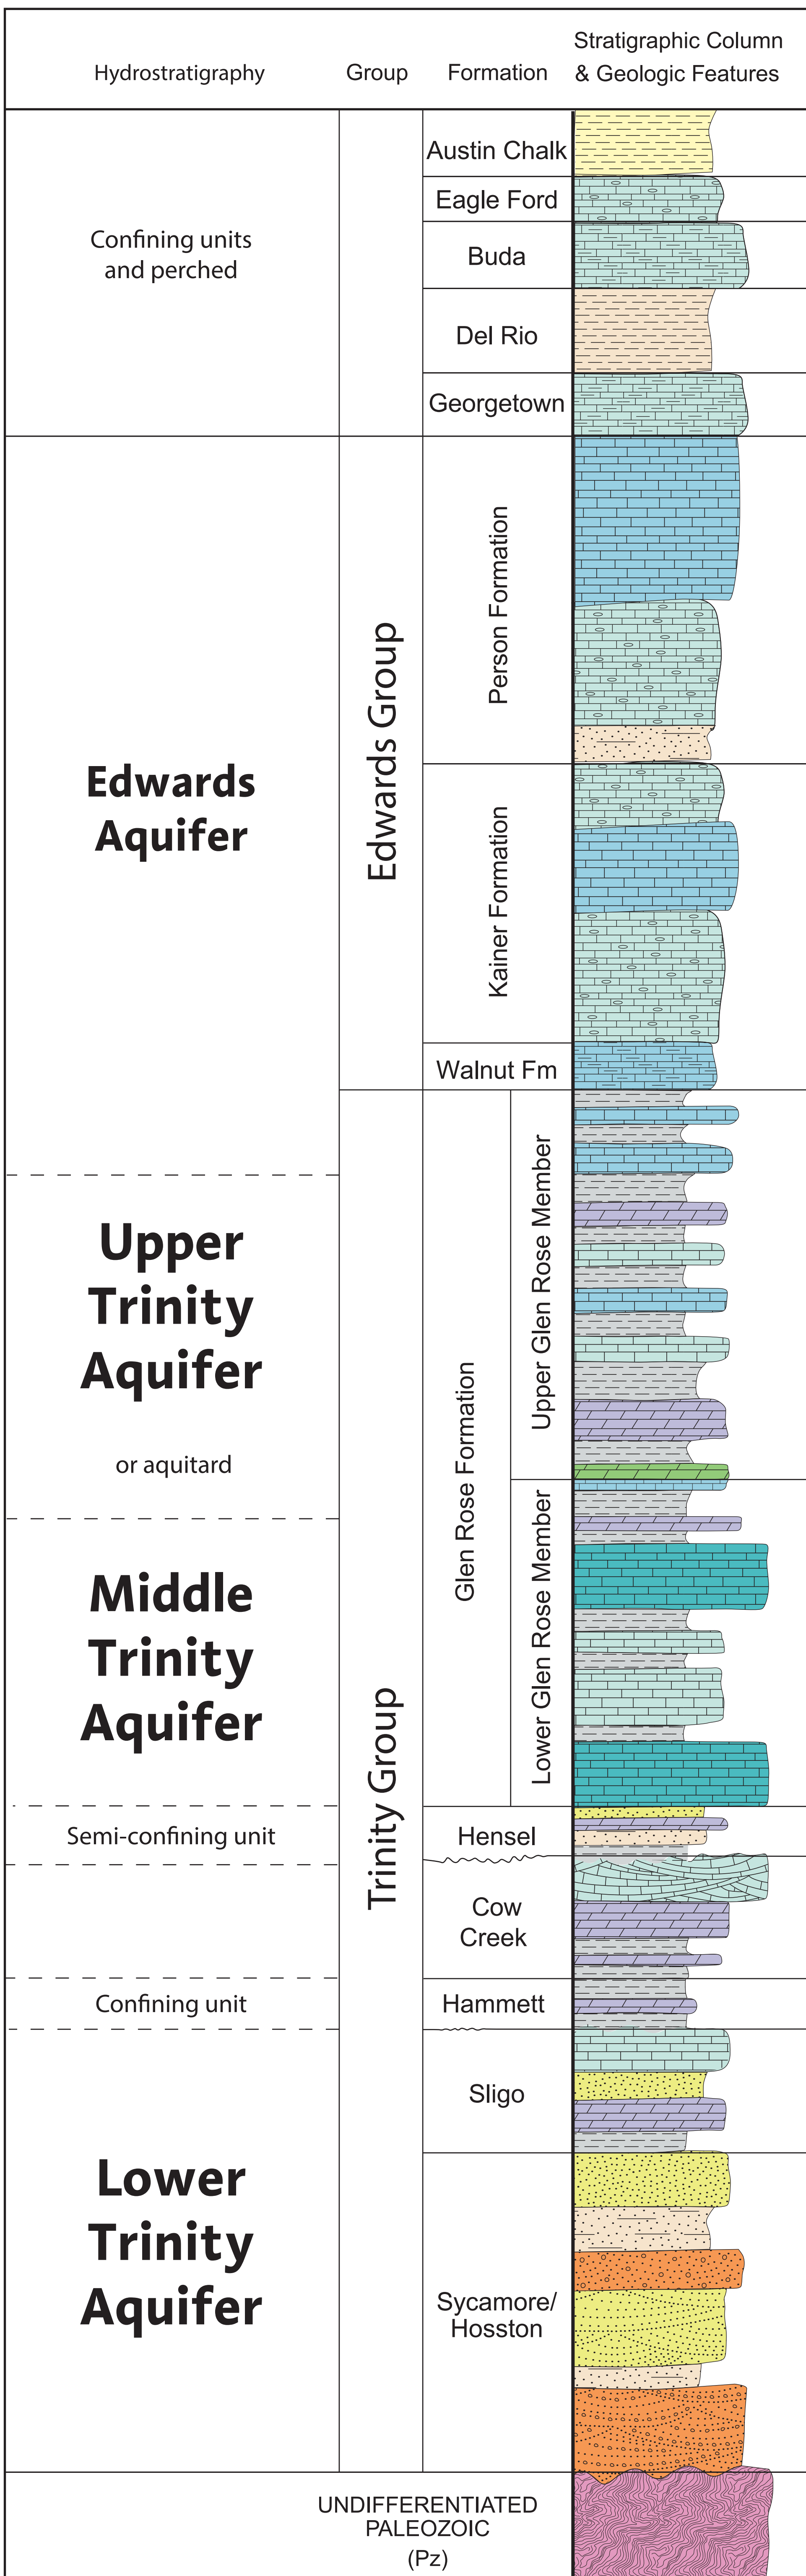 Hydrostratigraphy
Group
Formation
Stratigraphic Column
& Geologic Features
Confining units
and perched
Austin Chalk
Eagle Ford
Buda
Del Rio
Georgetown
Edwards
Aquifer
Edwards Group
Person Formation
Kainer Formation
Walnut Fm
Upper
Trinity
Aquifer
or aquitard
Middle
Trinity
Aquifer
Semi-confining unit
Confining unit
Lower
Trinity
Aquifer
Trinity Group
Glen Rose Formation
Upper Glen Rose Member
Lower Glen Rose Member
Hensel
Cow
Creek
Hammett
Sligo
Sycamore/
Hosston
UNDIFFERENTIATED
PALEOZOIC
(Pz)